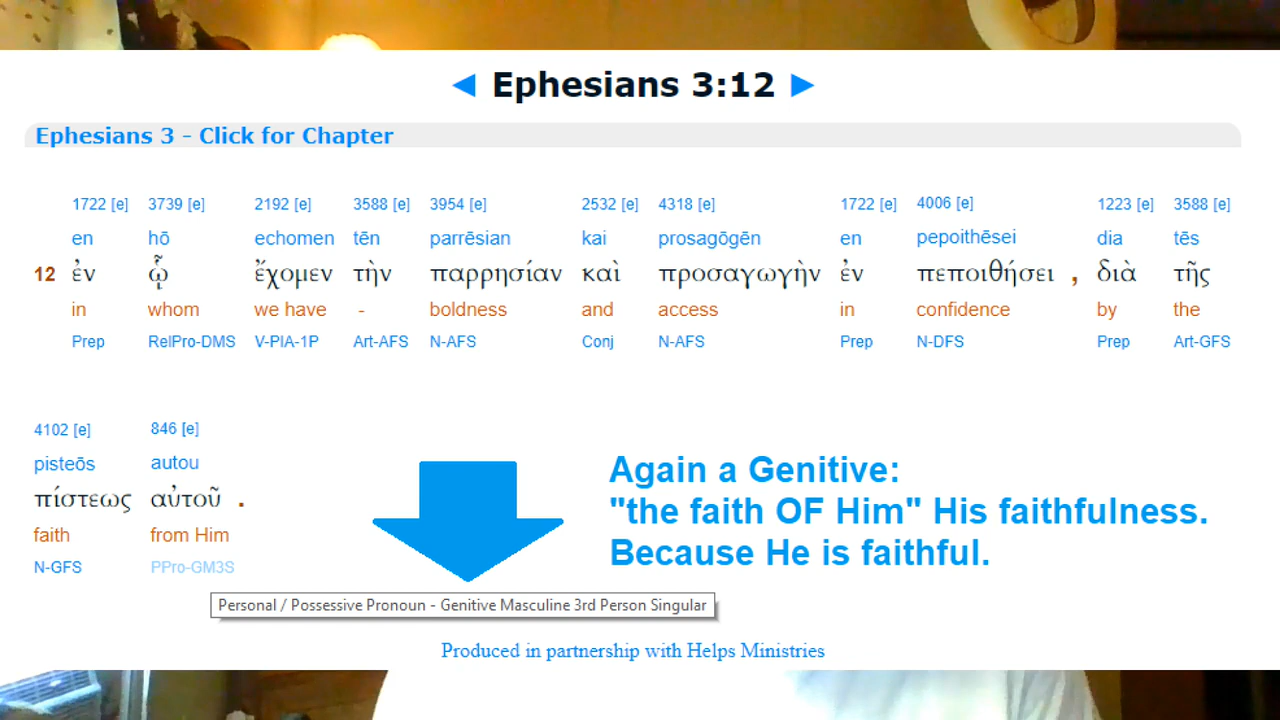 ◄ Ephesians 3:12 ►
Ephesians 3 - Click for Chapter
1722 [e] 3739 [e] 2192 [e] 3588 [e] 3954 [e] 2532 [e] 4318 [e] 1722 [e] 4006 [e] 1223 [e] 3588 [e]
en hō echomen tēn parrēsian kai prosagōgēn en pepoithēsei dia tēs
12 ἐν ᾧ ἔχομεν τὴν παρρησίαν καὶ προσαγωγὴν ἐν πεποιθήσει , διὰ τῆς
in whom we have - boldness and access in confidence by the
Prep RelPro-DMS V-PIA-1P Art-AFS N-AFS Conj N-AFS Prep N-DFS Prep Art-GFS
4102 [e] 846 [e]
pisteōs autou
πίστεως αὐτοῦ .
faith from Him
N-GFS PPro-GM3S
Again a Genitive:
"the faith OF Him" His faithfulness.
Because He is faithful.
Personal / Possessive Pronoun - Genitive Masculine 3rd Person Singular
Produced in partnership with Helps Ministries